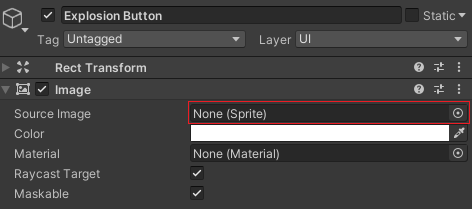 Explosion Button
Static
Tag Untagged Layer UI
Rect Transform
Image
Source Image None (Sprite)
Color
Material None (Material)
Raycast Target
Maskable